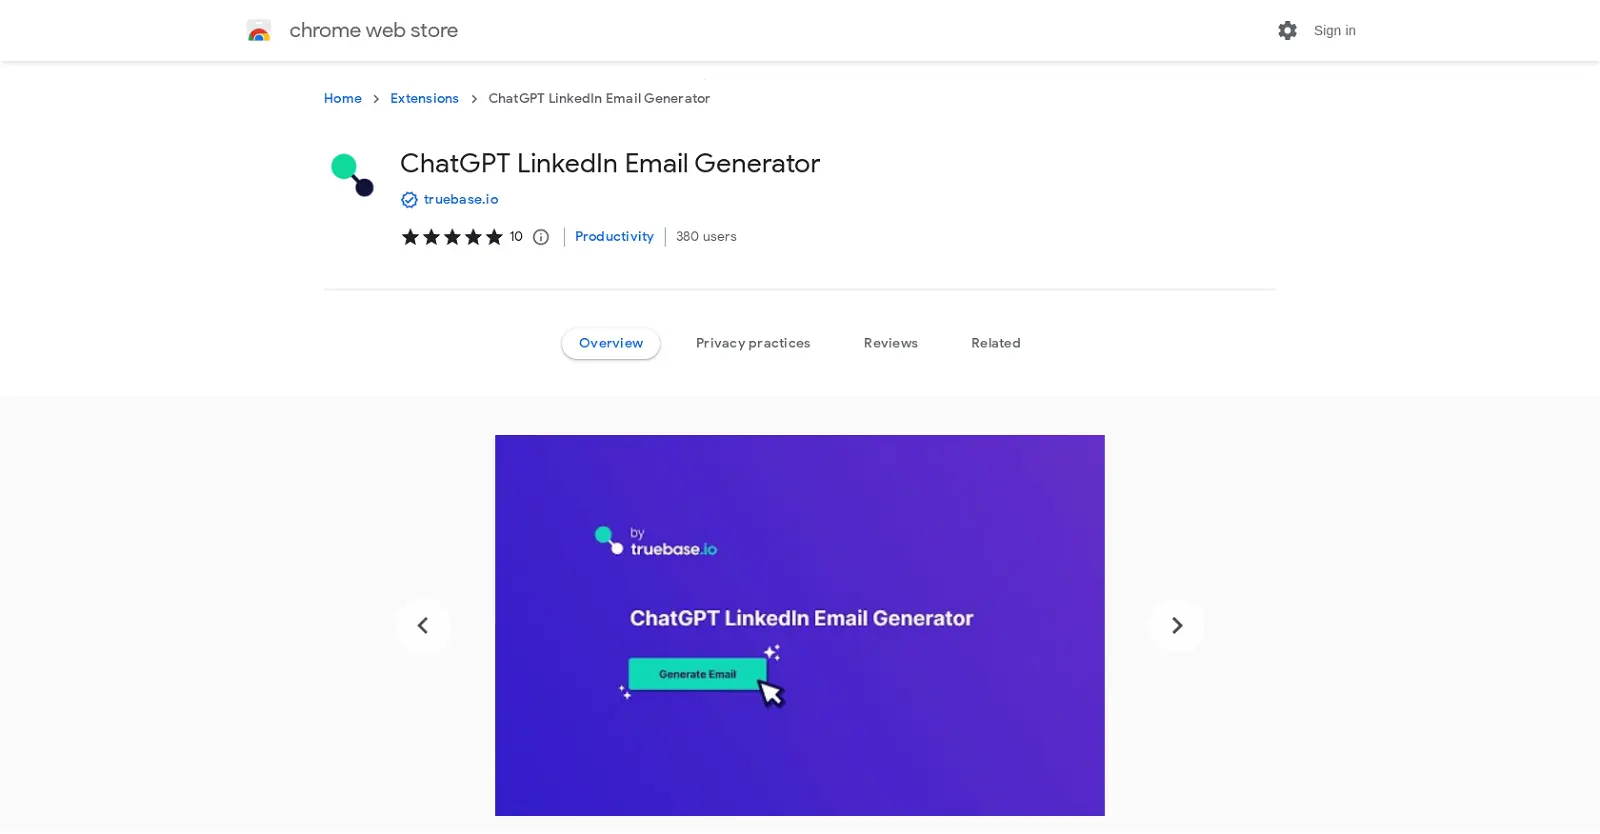 chrome web store
Sign in
Home > Extensions > ChatGPT LinkedIn Email Generator
ChatGPT LinkedIn Email Generator
truebase.io
10
Productivity
380 users
Overview
Privacy practices
Reviews
Related
by
truebase.io
ChatGPT LinkedIn Email Generator
Generate Email